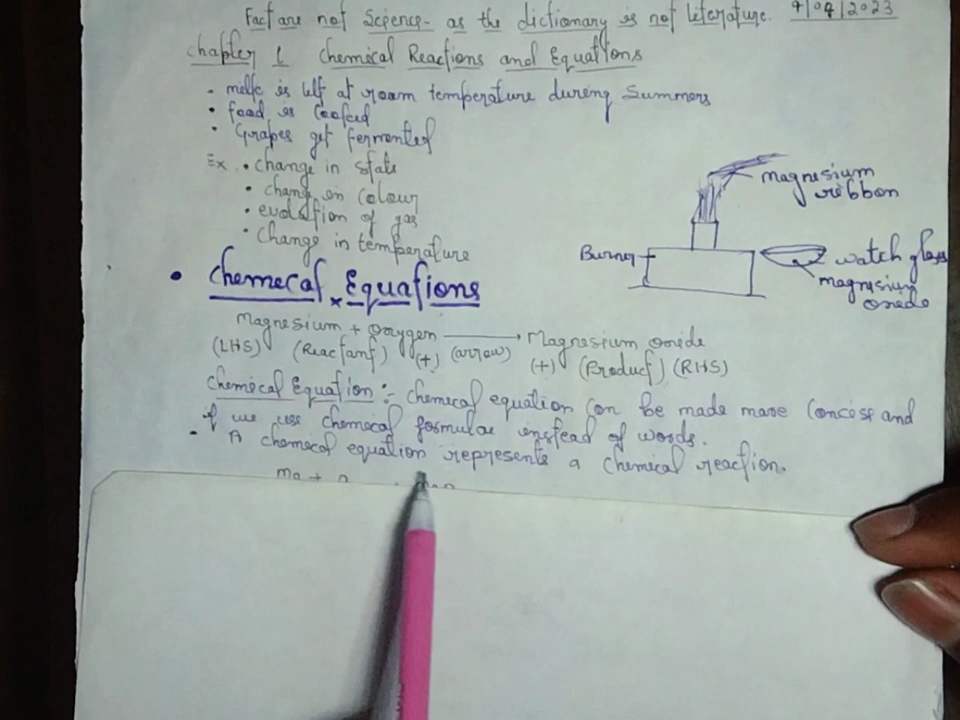 Fact are not Science - as the dictionary is not literature. 9/09/2023
Chapter 1 Chemical Reactions and Equations
• milk is left at room temperature during Summers
• food is Cooked
• Grapes get fermented
Ex. • change in state
• change in Colour
• evolution of gas
• Change in temperature
magnesium
ribbon
Burner
watch glass
magnesium
oxide
• Chemical Equations
Magnesium + Oxygen → Magnesium oxide
(LHS) (Reactant) (+) (arrow) (+) (Product) (RHS)
Chemical Equation :- Chemical equation Can be made more Concise and
if we use chemical formulae instead of words.
• A chemical equation represents a chemical reaction.